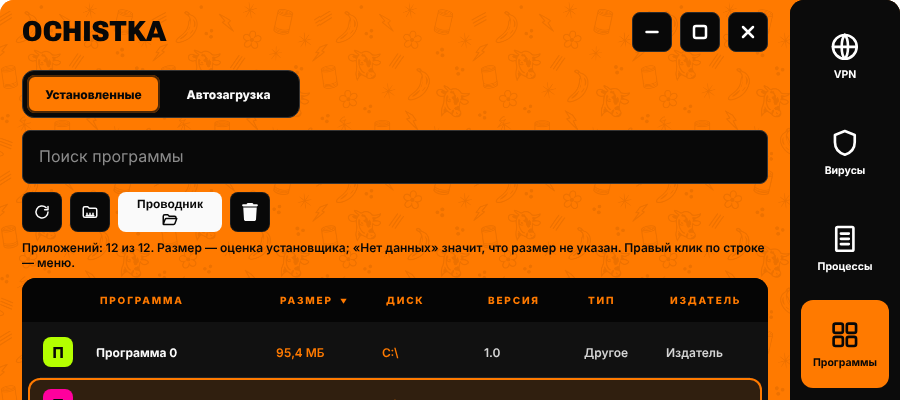 OCHISTKA
VPN
Установленные
Автозагрузка
Поиск программы
Вирусы
Проводник
Приложений: 12 из 12. Размер — оценка установщика; «Нет данных» значит, что размер не указан. Правый клик по строке
— меню.
Процессы
ПРОГРАММА РАЗМЕР ▼ ДИСК ВЕРСИЯ ТИП ИЗДАТЕЛЬ
П Программа 0 95,4 МБ C:\ 1.0 Другое Издатель
Программы